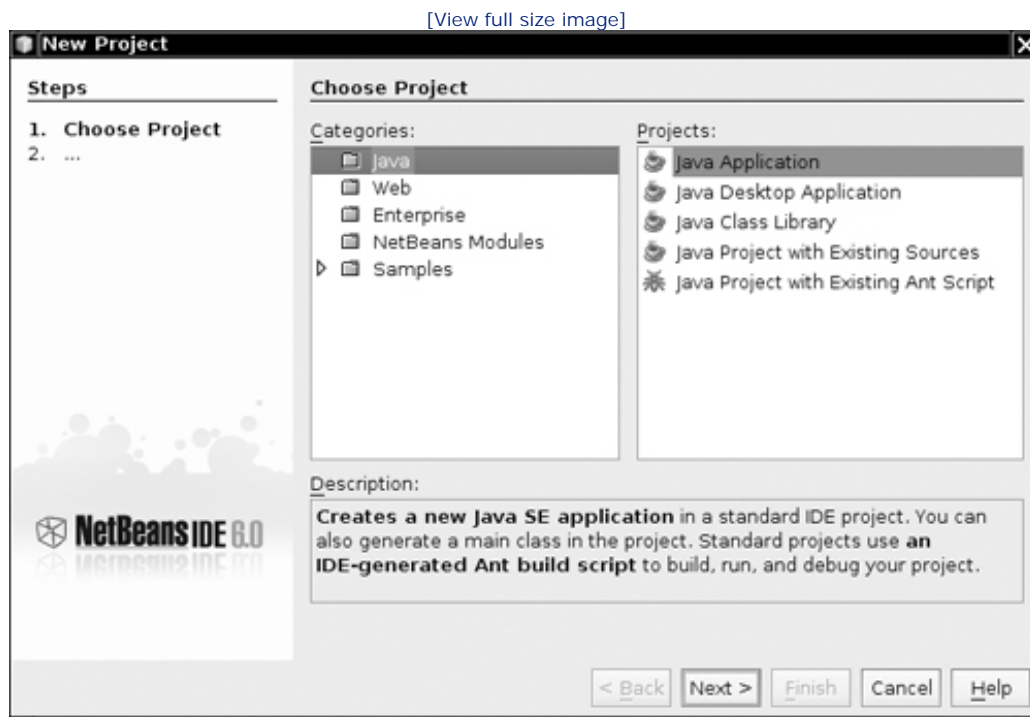 [View full size image]
New Project
Steps
1. Choose Project
2. ...
Choose Project
Categories:
Java
Web
Enterprise
NetBeans Modules
Samples
Projects:
Java Application
Java Desktop Application
Java Class Library
Java Project with Existing Sources
Java Project with Existing Ant Script
Description:
Creates a new Java SE application in a standard IDE project. You can
also generate a main class in the project. Standard projects use an
IDE-generated Ant build script to build, run, and debug your project.
NetBeans IDE 6.0
< Back
Next >
Finish
Cancel
Help